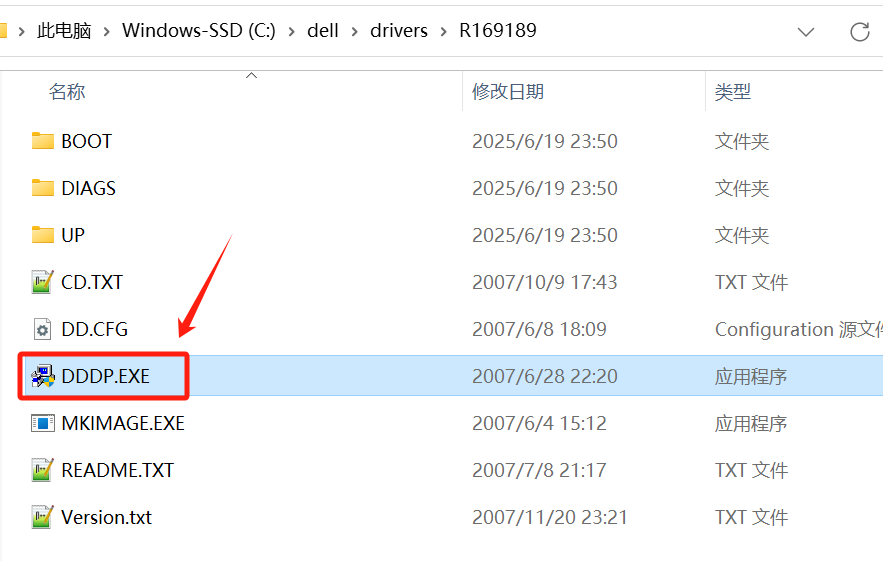 此电脑 > Windows-SSD (C:) > dell > drivers > R169189
名称 修改日期 类型
BOOT 2025/6/19 23:50 文件夹
DIAGS 2025/6/19 23:50 文件夹
UP 2025/6/19 23:50 文件夹
CD.TXT 2007/10/9 17:43 TXT 文件
DD.CFG 2007/6/8 18:09 Configuration 源文件
DDDP.EXE 2007/6/28 22:20 应用程序
MKIMAGE.EXE 2007/6/4 15:12 应用程序
README.TXT 2007/7/8 21:17 TXT 文件
Version.txt 2007/11/20 23:21 TXT 文件